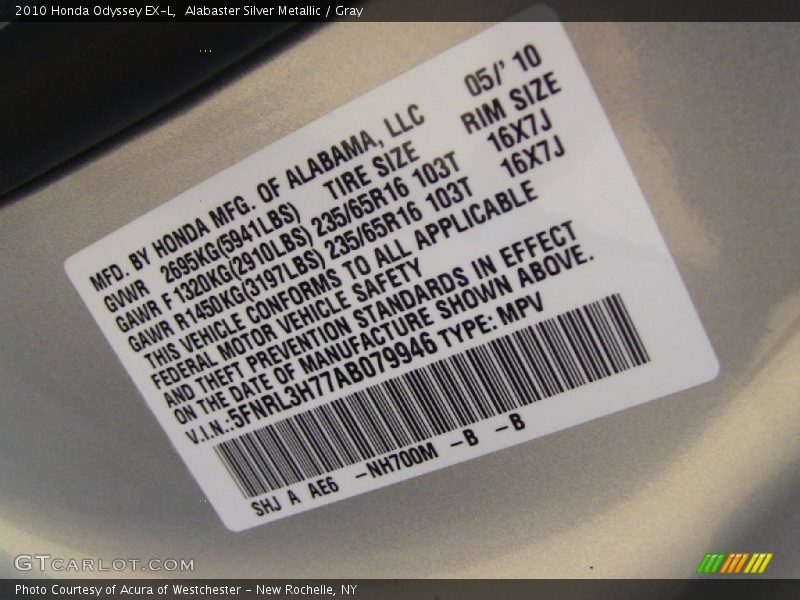 2010 Honda Odyssey EX-L,  Alabaster Silver Metallic / Gray
MFD. BY HONDA MFG. OF ALABAMA, LLC 05/' 10
GVWR 2695KG(5941LBS) TIRE SIZE RIM SIZE
GAWR F 1320KG(2910LBS) 235/65R16 103T 16X7J
GAWR R1450KG(3197LBS) 235/65R16 103T 16X7J
THIS VEHICLE CONFORMS TO ALL APPLICABLE
FEDERAL MOTOR VEHICLE SAFETY
AND THEFT PREVENTION STANDARDS IN EFFECT
ON THE DATE OF MANUFACTURE SHOWN ABOVE.
V.I.N.:5FNRL3H77AB079946 TYPE: MPV
SHJ A AE6 -NH700M -B -B
GTCARLOT.COM
Photo Courtesy of Acura of Westchester - New Rochelle, NY